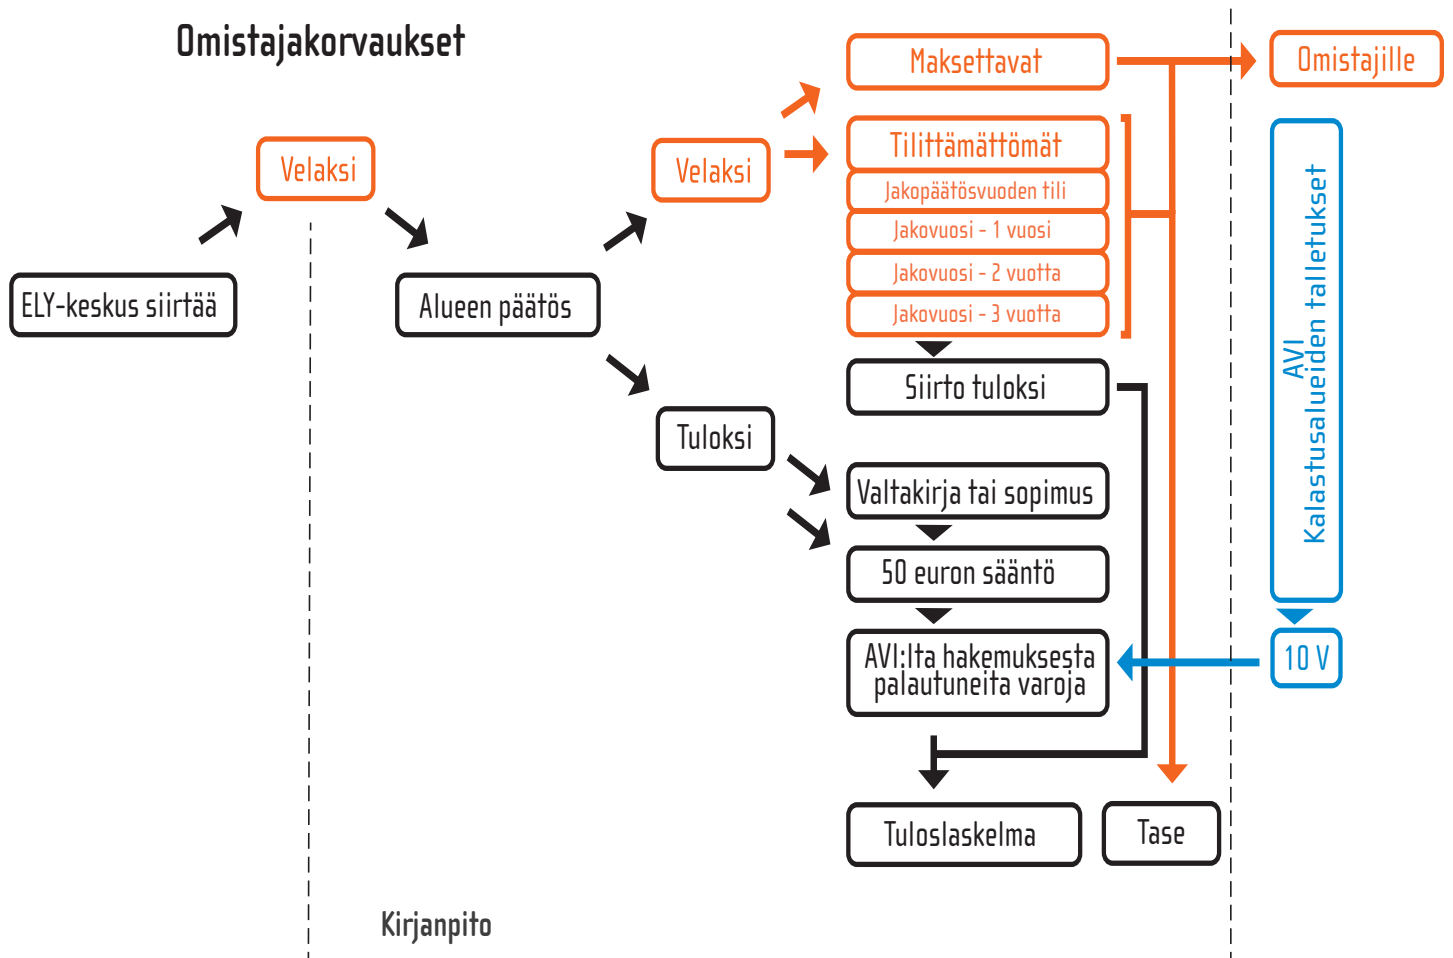 Omistajakorvaukset
ELY-keskus siirtää
Velaksi
Alueen päätös
Velaksi
Tuloksi
Maksettavat
Tilittämättömät
Jakopäätösvuoden tili
Jakovuosi - 1 vuosi
Jakovuosi - 2 vuotta
Jakovuosi - 3 vuotta
Siirto tuloksi
Valtakirja tai sopimus
50 euron sääntö
AVI:lta hakemuksesta
palautuneita varoja
Tuloslaskelma
Tase
Omistajille
AVI
Kalastusalueiden talletukset
10 V
Kirjanpito